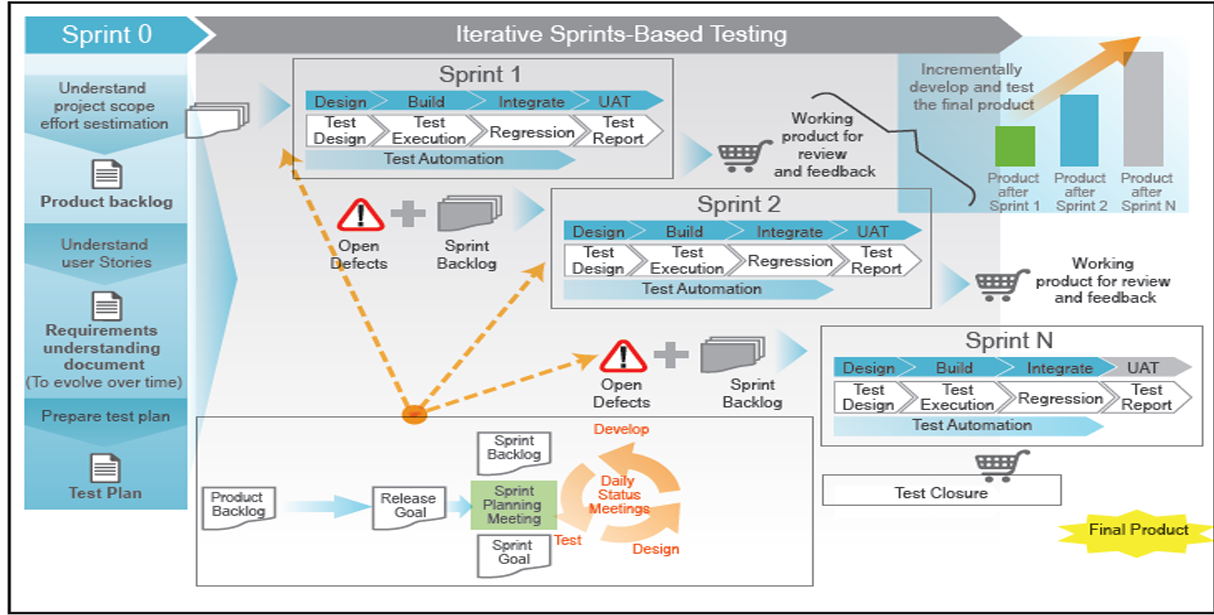 Sprint 0
Iterative Sprints-Based Testing
Understand
project scope
effort sestimation
Product backlog
Understand
user Stories
Requirements
understanding
document
(To evolve over time)
Prepare test plan
Test Plan
Sprint 1
Design Build Integrate UAT
Test
Design
Test
Execution
Regression
Test
Report
Test Automation
Working
product for
review
and feedback
Incrementally
develop and test
the final product
Product
after
Sprint 1
Product
after
Sprint 2
Product
after
Sprint N
Open
Defects
Sprint
Backlog
Sprint 2
Design Build Integrate UAT
Test
Design
Test
Execution
Regression
Test
Report
Test Automation
Working
product for review
and feedback
Open
Defects
Sprint
Backlog
Sprint N
Design Build Integrate UAT
Test
Design
Test
Execution
Regression
Test
Report
Test Automation
Test Closure
Final Product
Product
Backlog
Release
Goal
Sprint
Backlog
Sprint
Planning
Meeting
Sprint
Goal
Develop
Daily
Status
Meetings
Test
Design